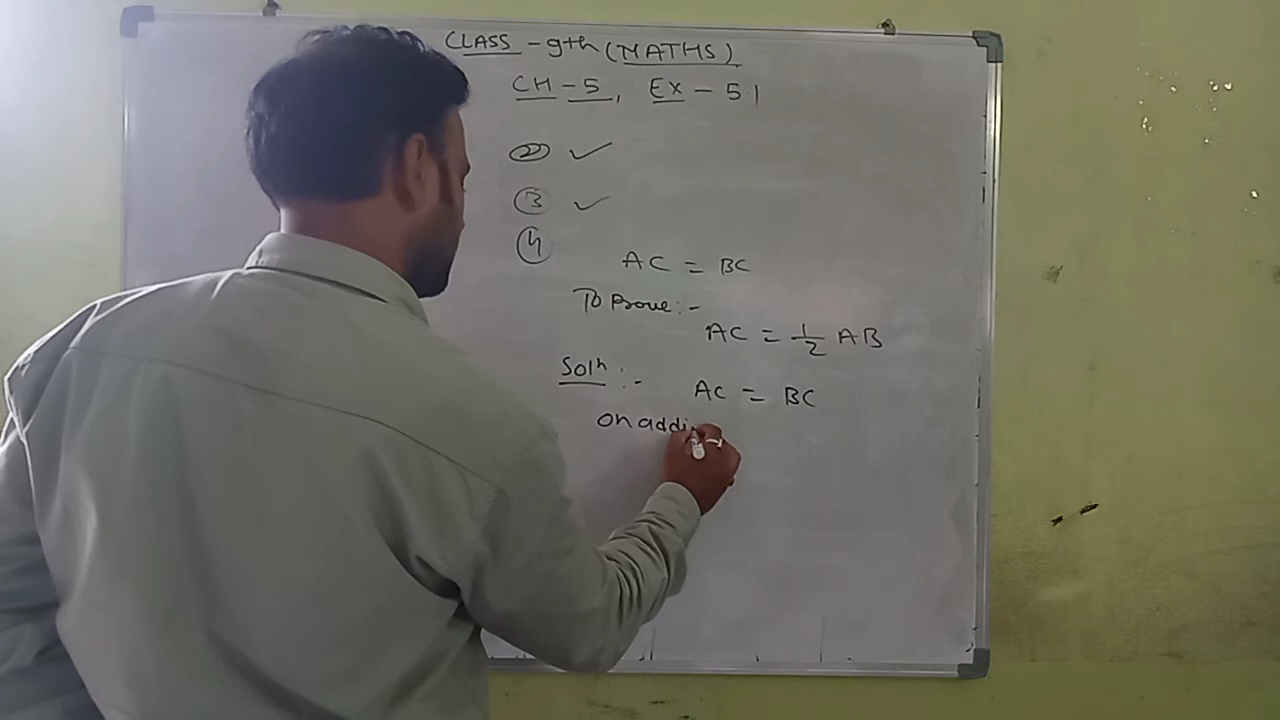 CLASS - 9th (MATHS)
CH - 5, EX - 5.1
② ✓
③ ✓
④
AC = BC
To Prove :-
AC = 1/2 AB
Solⁿ :- AC = BC
on addi